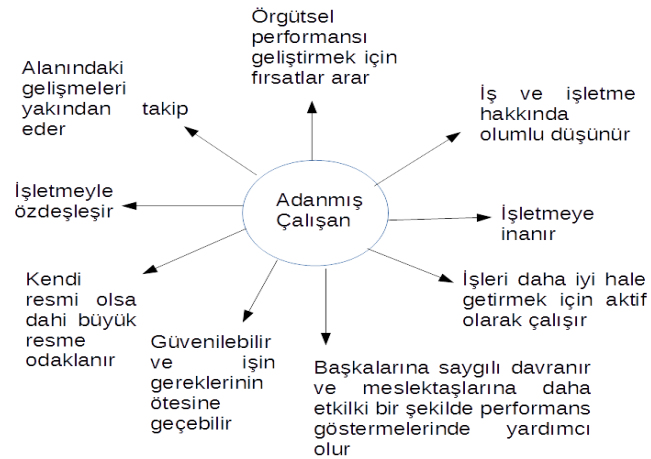 Örgütsel
performansı
geliştirmek için
fırsatlar arar
Alanındaki
gelişmeleri
yakından takip
eder
İş ve işletme
hakkında
olumlu düşünür
Adanmış
Çalışan
İşletmeyle
özdeşleşir
İşletmeye
inanır
Kendi
resmi olsa
dahi büyük
resme
odaklanır
İşleri daha iyi hale
getirmek için aktif
olarak çalışır
Güvenilebilir
ve işin
gereklerinin
ötesine
geçebilir
Başkalarına saygılı davranır
ve meslektaşlarına daha
etkilki bir şekilde performans
göstermelerinde yardımcı
olur